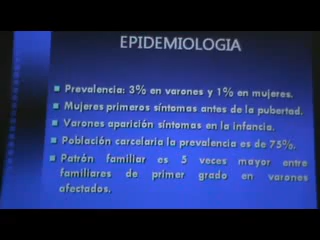 EPIDEMIOLOGIA
Prevalencia: 3% en varones y 1% en mujeres.
Mujeres primeros síntomas antes de la pubertad.
Varones aparición síntomas en la infancia.
Población carcelaria la prevalencia es de 75%.
Patrón familiar es 5 veces mayor entre
familiares de primer grado en varones
afectados.